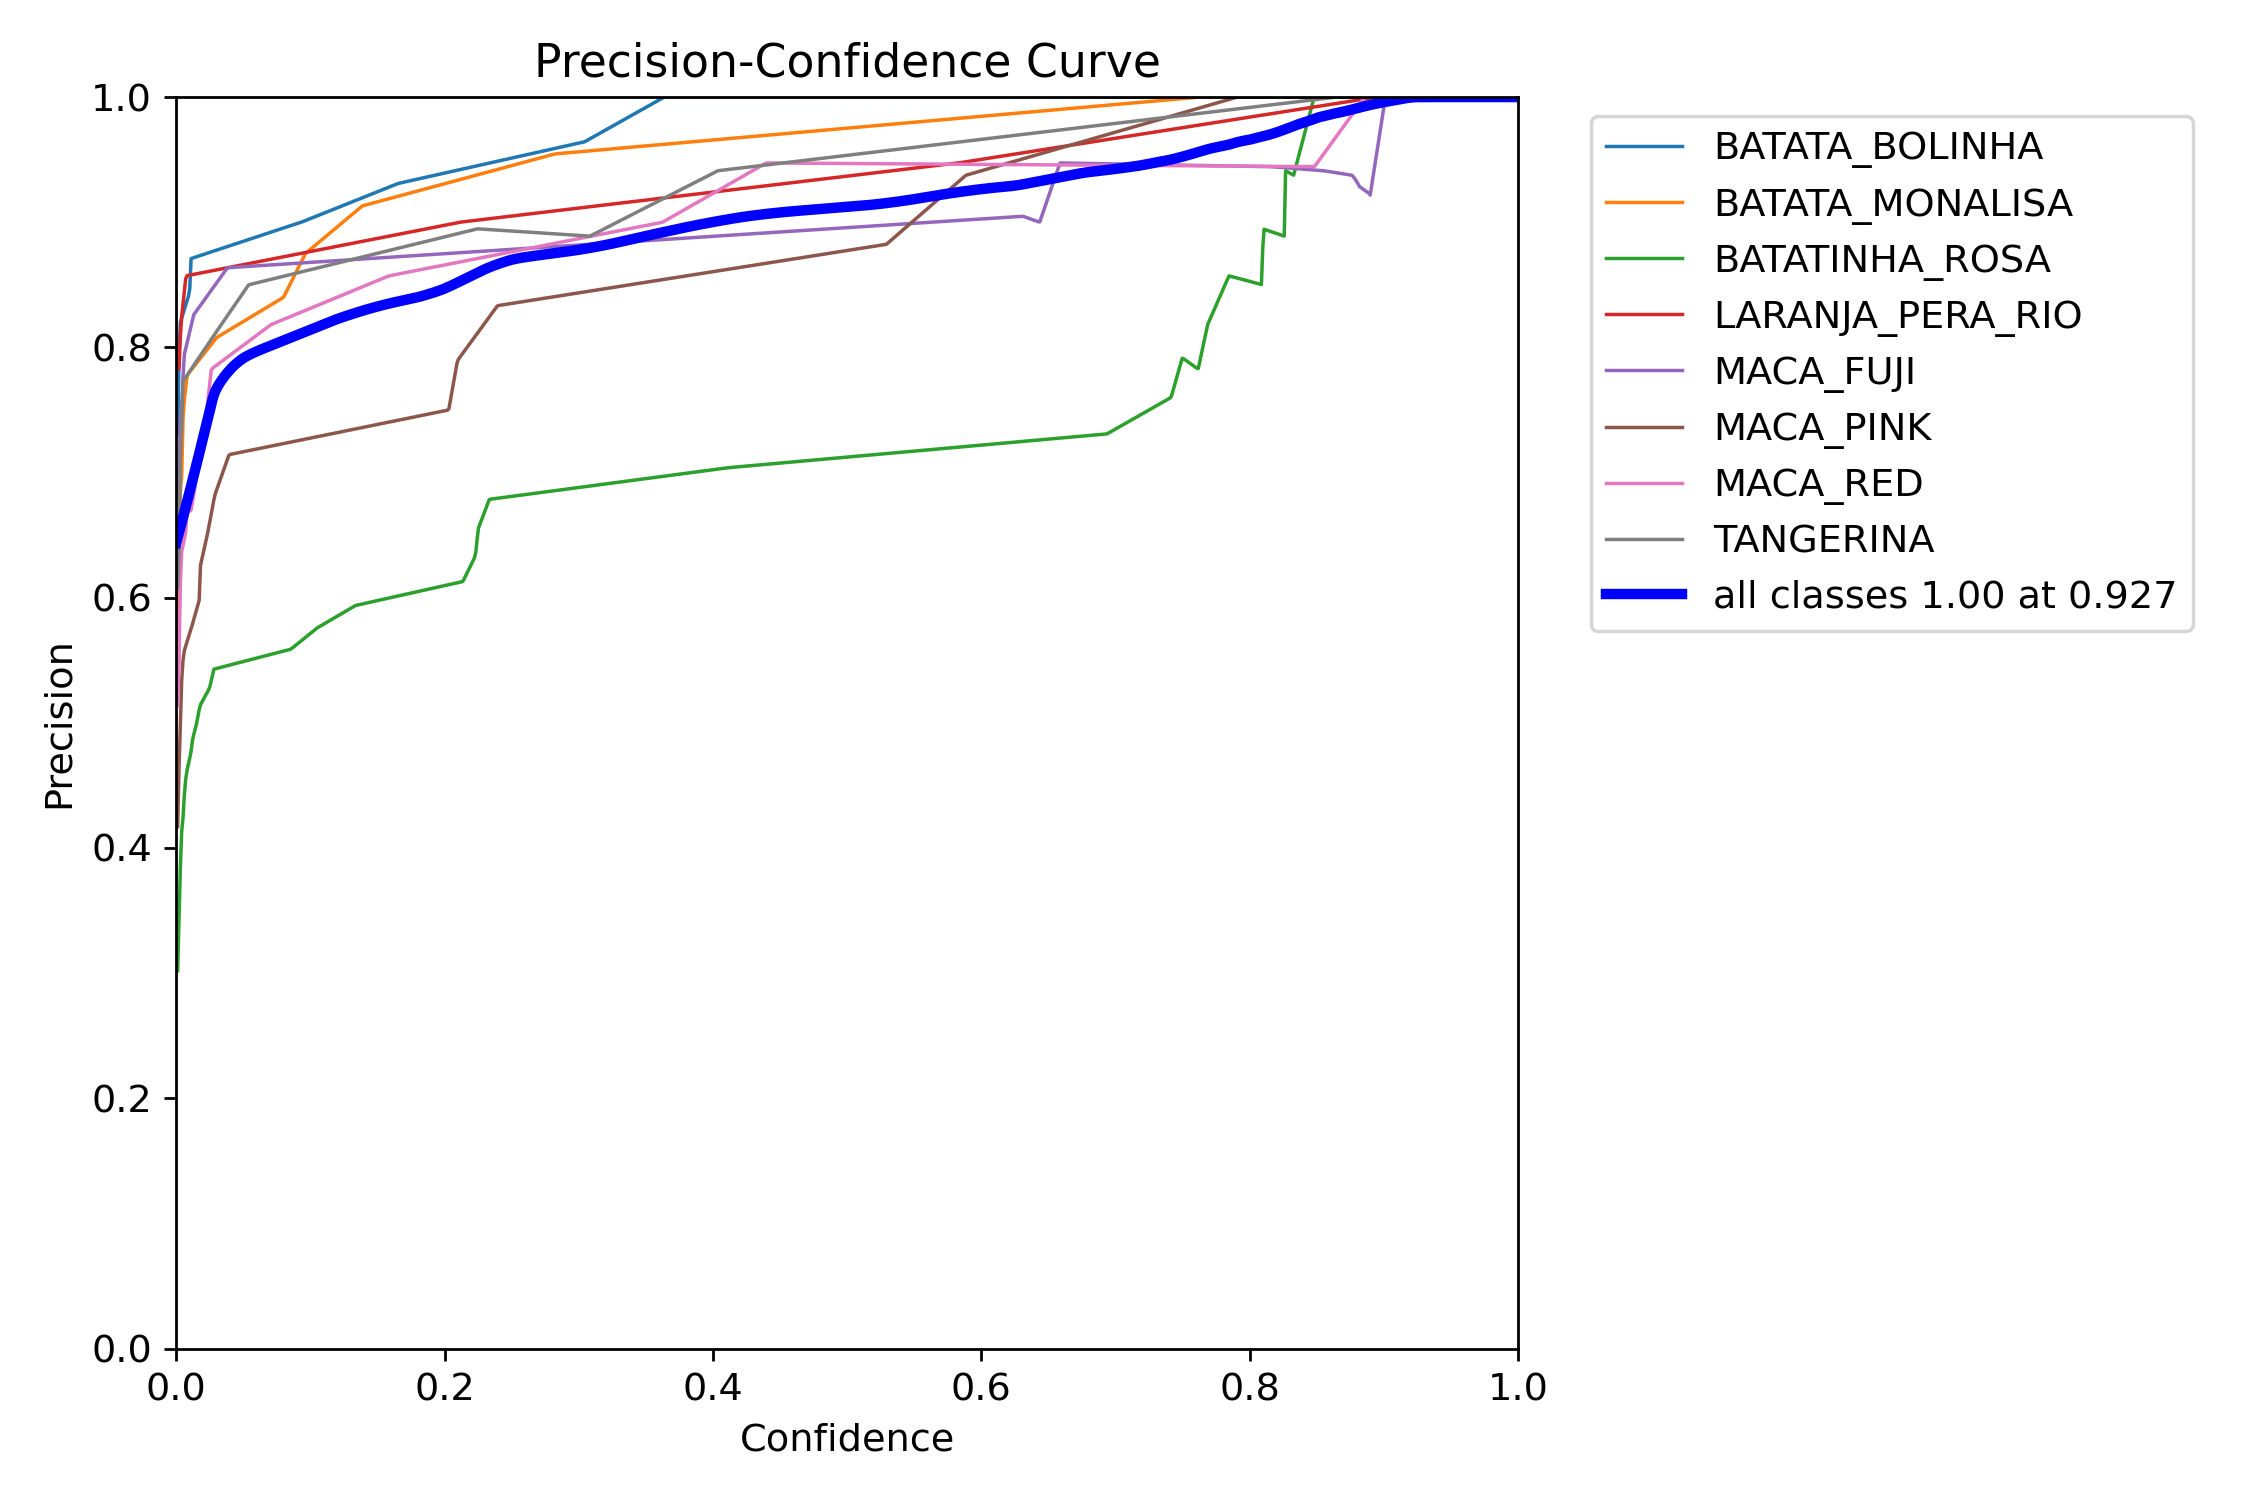 Precision-Confidence Curve
1.0
0.8
0.6
0.4
0.2
0.0
Precision
0.0 0.2 0.4 0.6 0.8 1.0
Confidence
BATATA_BOLINHA
BATATA_MONALISA
BATATINHA_ROSA
LARANJA_PERA_RIO
MACA_FUJI
MACA_PINK
MACA_RED
TANGERINA
all classes 1.00 at 0.927